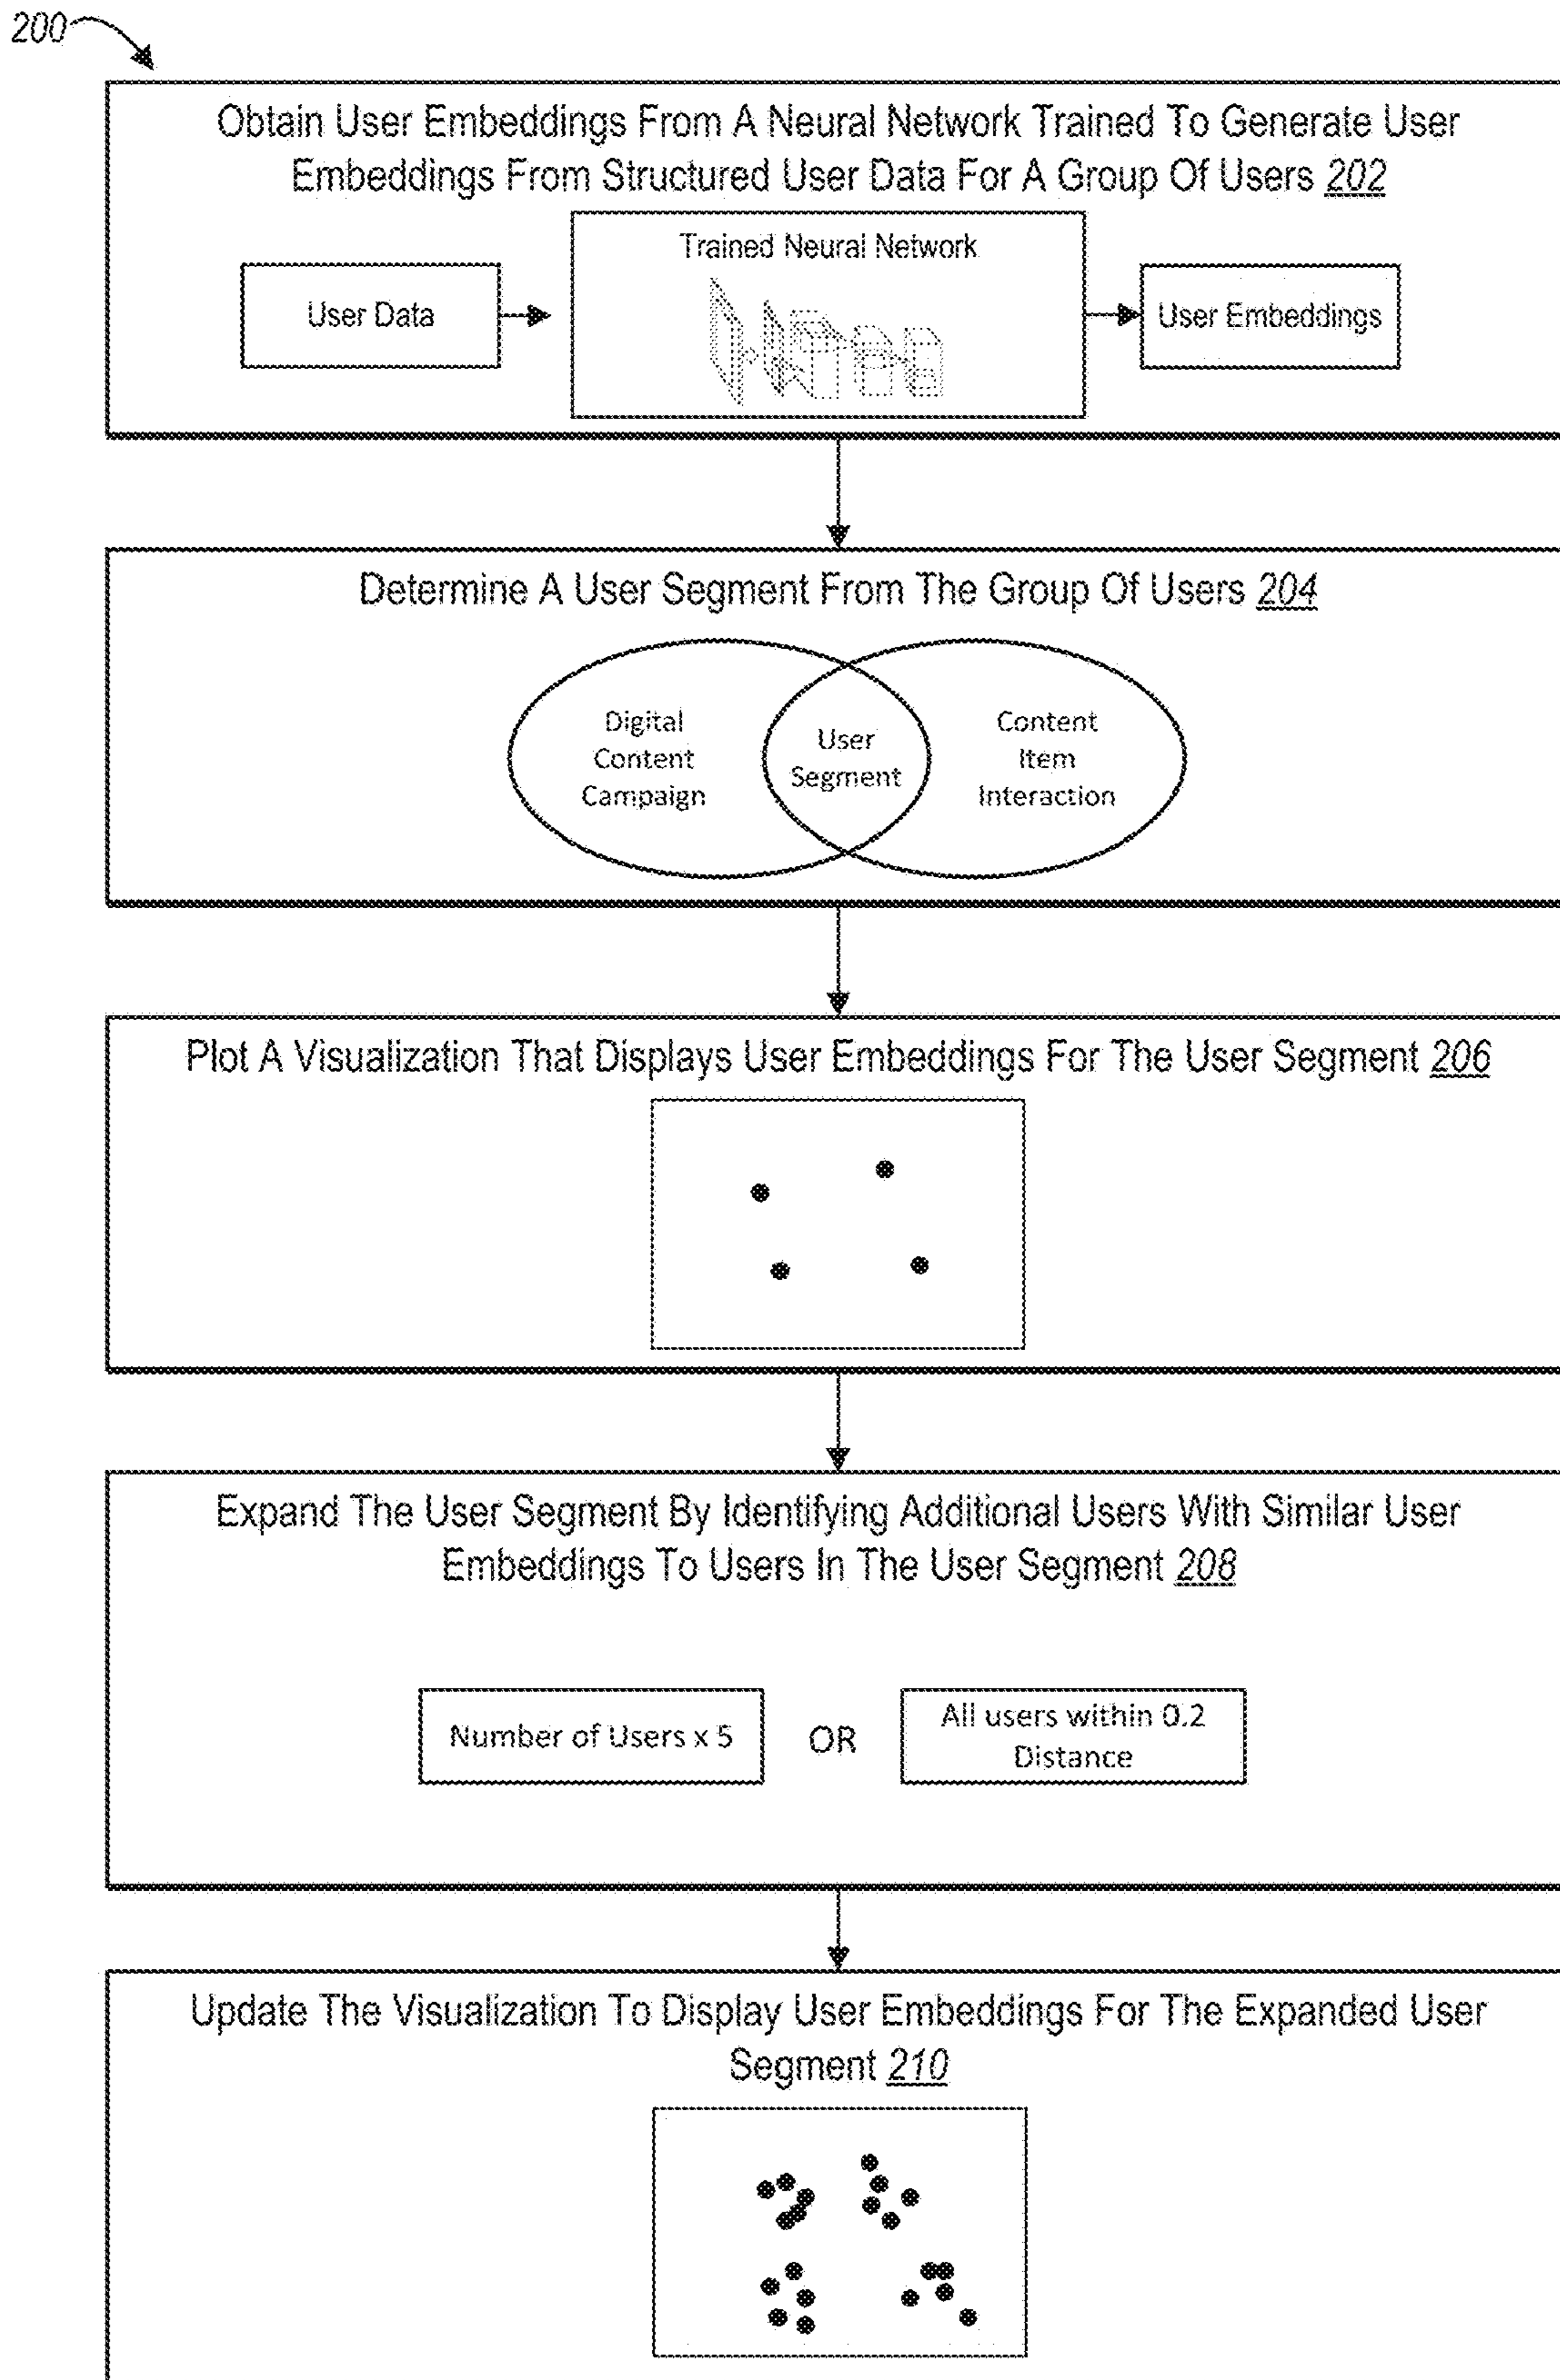 200
Obtain User Embeddings From A Neural Network Trained To Generate User
Embeddings From Structured User Data For A Group Of Users 202
Trained Neural Network
User Data
User Embeddings
Determine A User Segment From The Group Of Users 204
Digital
Content
Campaign
User
Segment
Content
Item
Interaction
Plot A Visualization That Displays User Embeddings For The User Segment 206
Expand The User Segment By Identifying Additional Users With Similar User
Embeddings To Users In The User Segment 208
Number of Users x 5
OR
All users within 0.2
Distance
Update The Visualization To Display User Embeddings For The Expanded User
Segment 210